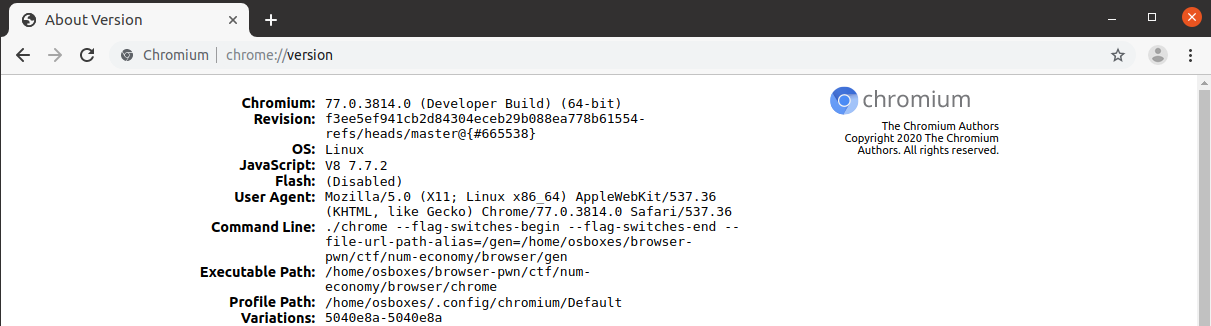 About Version
Chromium | chrome://version
Chromium: 77.0.3814.0 (Developer Build) (64-bit)
Revision: f3ee5ef941cb2d84304eceb29b088ea778b61554-
refs/heads/master@{#665538}
OS: Linux
JavaScript: V8 7.7.2
Flash: (Disabled)
User Agent: Mozilla/5.0 (X11; Linux x86_64) AppleWebKit/537.36
(KHTML, like Gecko) Chrome/77.0.3814.0 Safari/537.36
Command Line: ./chrome --flag-switches-begin --flag-switches-end --
file-url-path-alias=/gen=/home/osboxes/browser-
pwn/ctf/num-economy/browser/gen
Executable Path: /home/osboxes/browser-pwn/ctf/num-
economy/browser/chrome
Profile Path: /home/osboxes/.config/chromium/Default
Variations: 5040e8a-5040e8a
chromium
The Chromium Authors
Copyright 2020 The Chromium
Authors. All rights reserved.